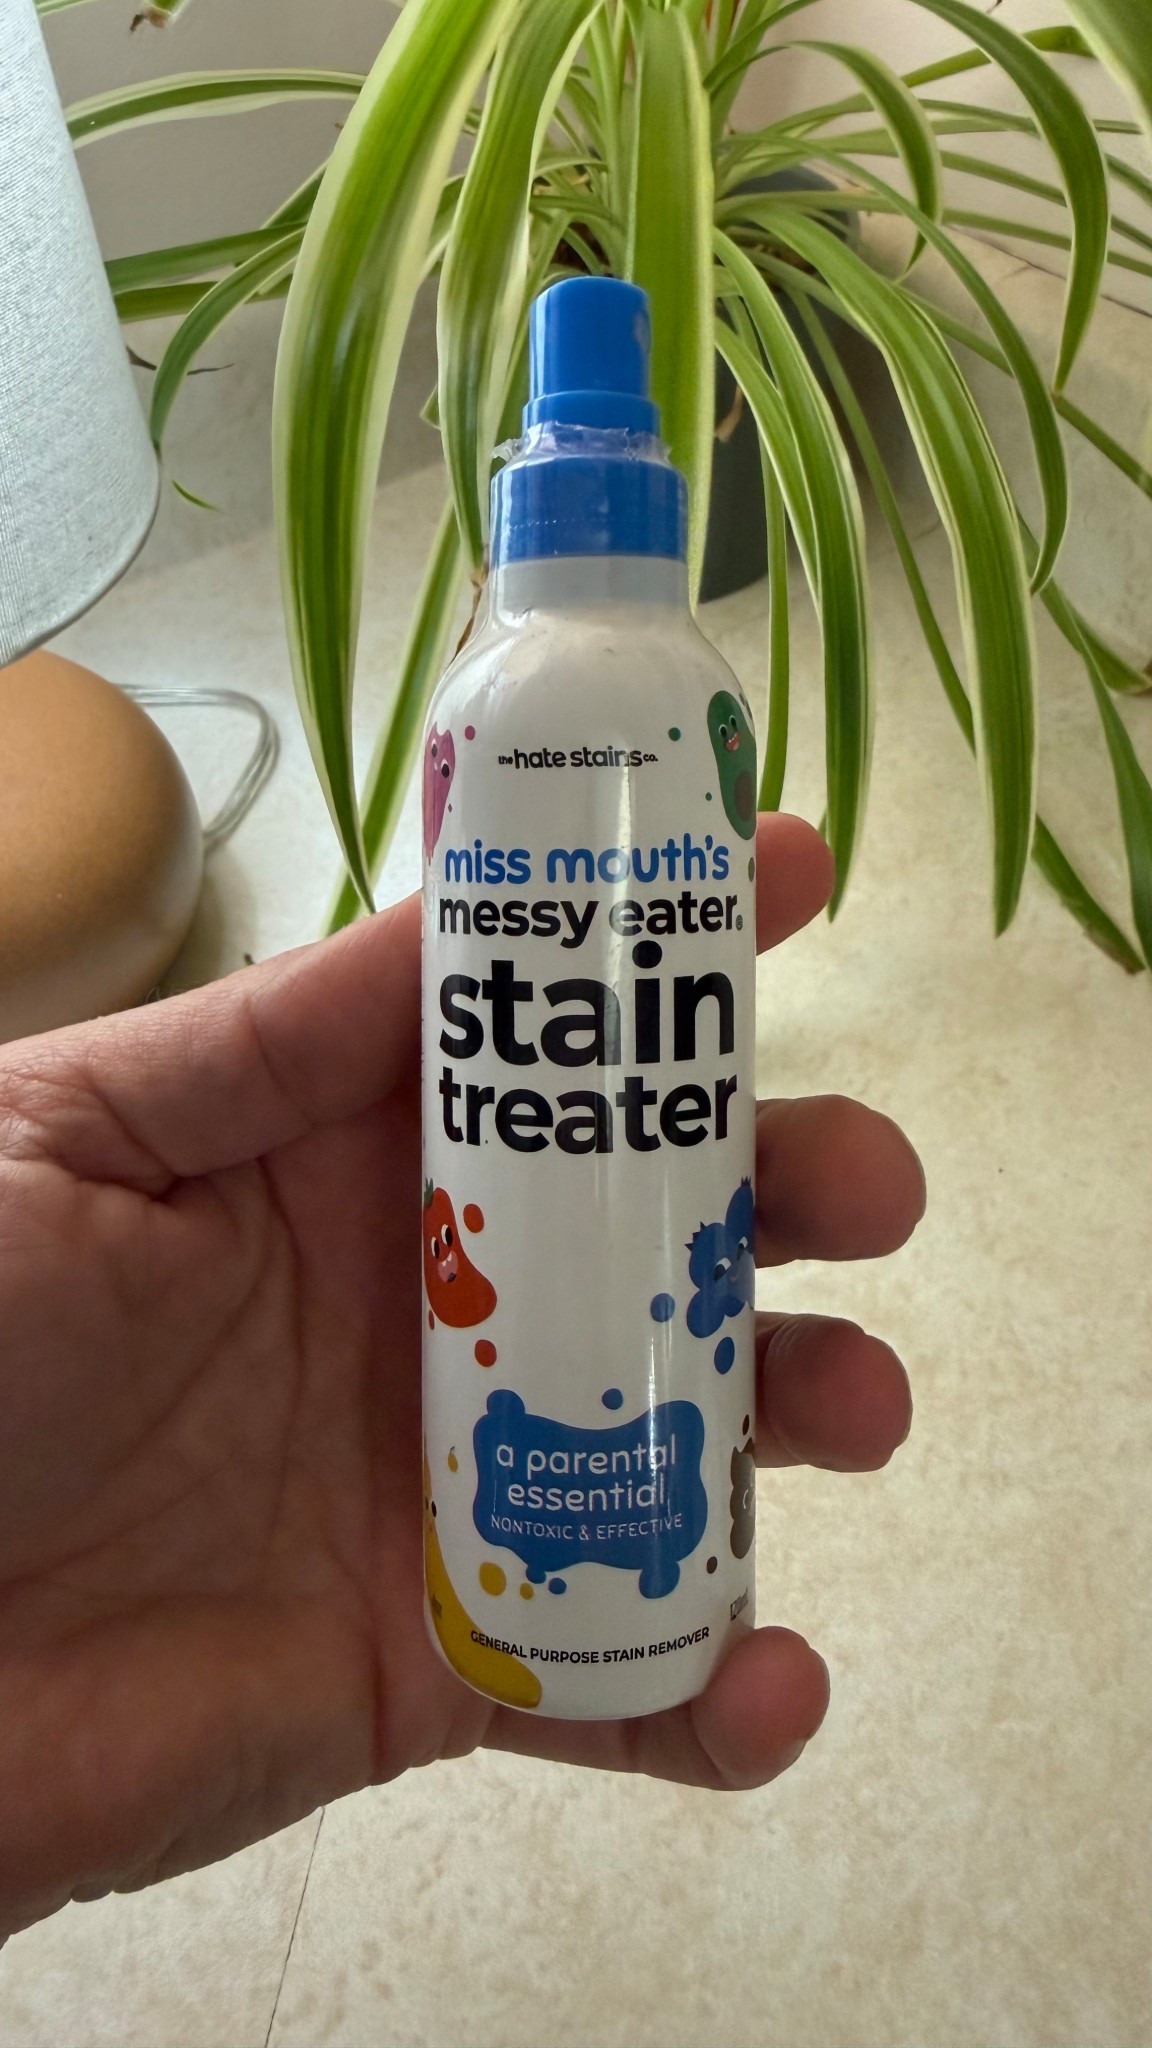 the hate stains co.
miss mouth's
messy eater®
stain
treater
a parental
essential
NONTOXIC & EFFECTIVE
GENERAL PURPOSE STAIN REMOVER